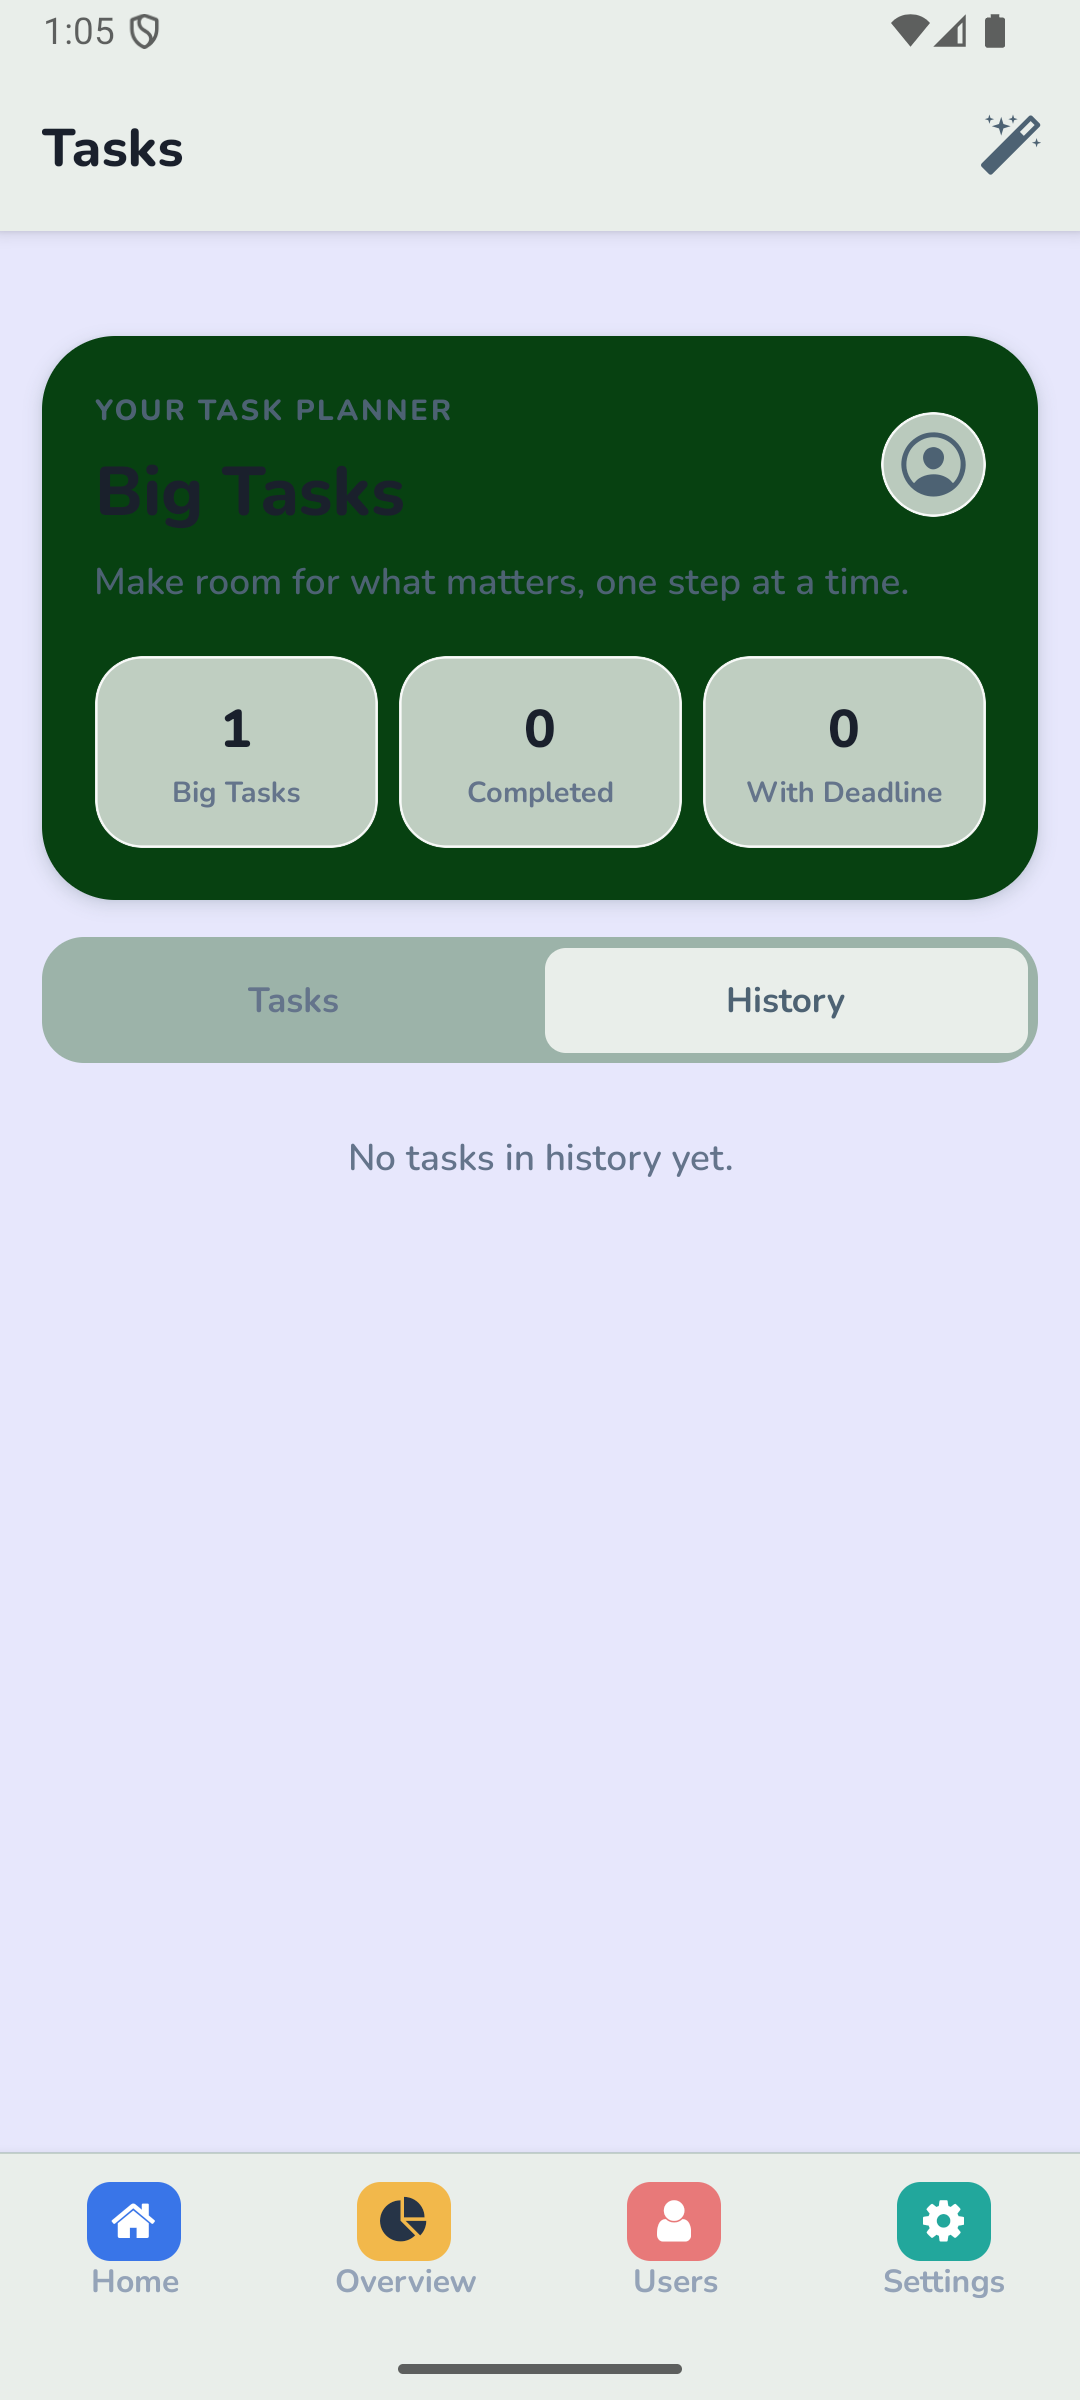 1:05
Tasks
YOUR TASK PLANNER
Big Tasks
Make room for what matters, one step at a time.
1
Big Tasks
0
Completed
0
With Deadline
Tasks
History
No tasks in history yet.
Home
Overview
Users
Settings